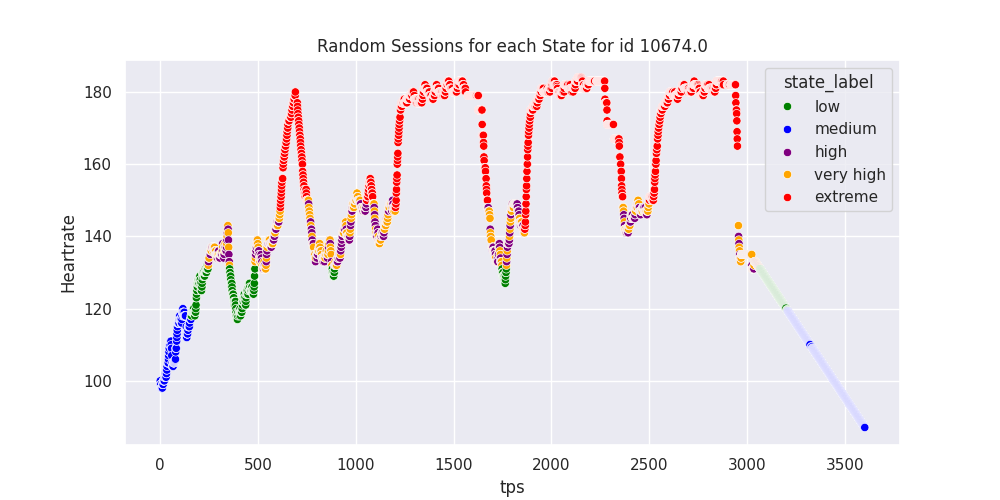 Random Sessions for each State for id 10674.0
Heartrate
180
160
140
120
100
state_label
low
medium
high
very high
extreme
0
500
1000
1500
2000
2500
3000
3500
tps